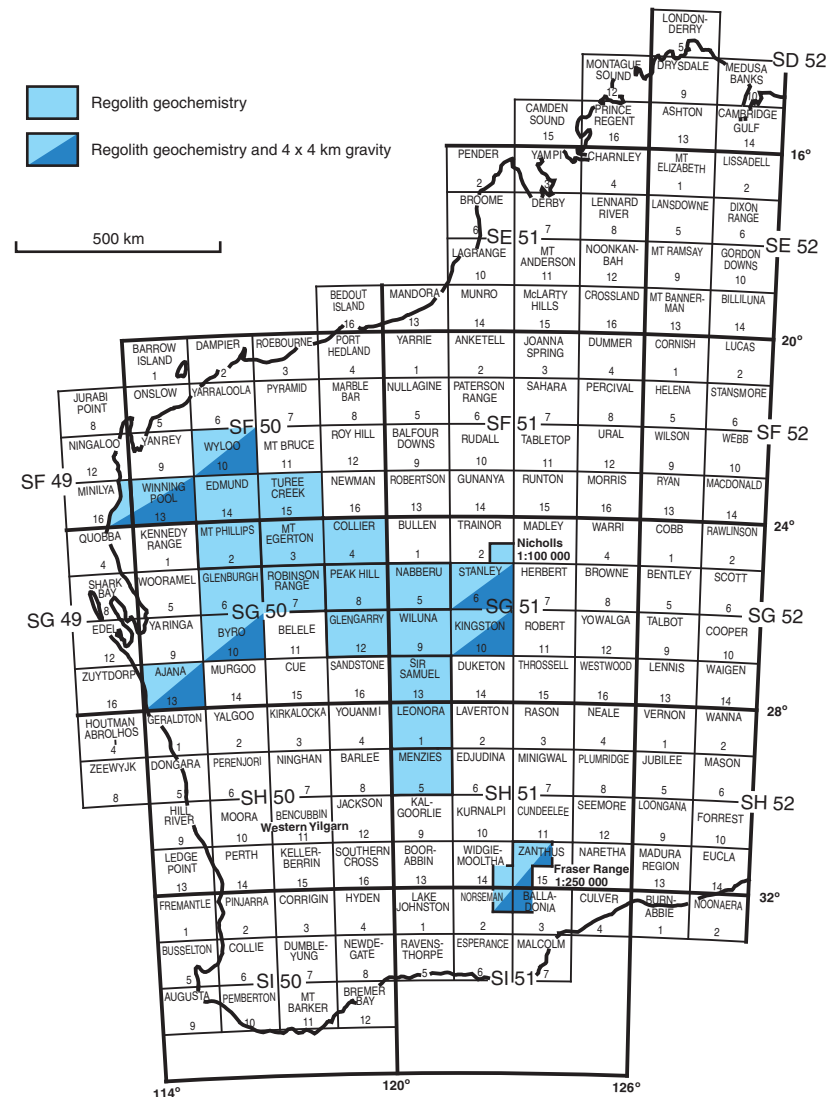 LONDON-
DERRY
5
SD 52
MONTAGUE
SOUND
12
DRYSDALE
9
MEDUSA
BANKS
10
Regolith geochemistry
CAMDEN
SOUND
15
PRINCE
REGENT
16
ASHTON
13
CAMBRIDGE
GULF
14
Regolith geochemistry and 4 x 4 km gravity
16°
PENDER
2
YAMPI
3
CHARNLEY
4
MT
ELIZABETH
1
LISSADELL
2
BROOME
6
DERBY
7
LENNARD
RIVER
8
LANSDOWNE
5
DIXON
RANGE
6
500 km
SE 51
SE 52
LAGRANGE
10
MT
ANDERSON
11
NOONKAN-
BAH
12
MT RAMSAY
9
GORDON
DOWNS
10
BEDOUT
ISLAND
16
MANDORA
13
MUNRO
14
McLARTY
HILLS
15
CROSSLAND
16
MT BANNER-
MAN
13
BILLILUNA
14
20°
BARROW
ISLAND
1
DAMPIER
2
ROEBOURNE
3
PORT
HEDLAND
4
YARRIE
1
ANKETELL
2
JOANNA
SPRING
3
DUMMER
4
CORNISH
1
LUCAS
2
JURABI
POINT
8
ONSLOW
5
YARRALOOLA
6
PYRAMID
7
MARBLE
BAR
8
NULLAGINE
5
PATERSON
RANGE
6
SAHARA
7
PERCIVAL
8
HELENA
5
STANSMORE
6
SF 50
SF 51
SF 52
NINGALOO
12
YANREY
9
WYLOO
10
MT BRUCE
11
ROY HILL
12
BALFOUR
DOWNS
9
RUDALL
10
TABLETOP
11
URAL
12
WILSON
9
WEBB
10
SF 49
MINILYA
16
WINNING
POOL
13
EDMUND
14
TUREE
CREEK
15
NEWMAN
16
ROBERTSON
13
GUNANYA
14
RUNTON
15
MORRIS
16
RYAN
13
MACDONALD
14
24°
QUOBBA
4
KENNEDY
RANGE
1
MT PHILLIPS
2
MT
EGERTON
3
COLLIER
4
BULLEN
1
TRAINOR
2
MADLEY
WARRI
4
COBB
1
RAWLINSON
2
Nicholls
1:100 000
SHARK
BAY
8
WOORAMEL
5
GLENBURGH
6
ROBINSON
RANGE
7
PEAK HILL
8
NABBERU
5
STANLEY
6
HERBERT
7
BROWNE
8
BENTLEY
5
SCOTT
6
SG 49
SG 50
SG 51
SG 52
EDEL
12
YARINGA
9
BYRO
10
BELELE
11
GLENGARRY
12
WILUNA
9
KINGSTON
10
ROBERT
11
YOWALGA
12
TALBOT
9
COOPER
10
ZUYTDORP
16
AJANA
13
MURGOO
14
CUE
15
SANDSTONE
16
SIR
SAMUEL
13
DUKETON
14
THROSSELL
15
WESTWOOD
16
LENNIS
13
WAIGEN
14
28°
HOUTMAN
ABROLHOS
4
GERALDTON
1
YALGOO
2
KIRKALOCKA
3
YOUANMI
4
LEONORA
1
LAVERTON
2
RASON
3
NEALE
4
VERNON
1
WANNA
2
ZEEWYJK
8
DONGARA
5
PERENJORI
6
NINGHAN
7
BARLEE
8
MENZIES
5
EDJUDINA
6
MINIGWAL
7
PLUMRIDGE
8
JUBILEE
5
MASON
6
SH 50
SH 51
SH 52
HILL
RIVER
9
MOORA
10
BENCUBBIN
11
Western Yilgarn
JACKSON
12
KAL-
GOORLIE
9
KURNALPI
10
CUNDEELEE
11
SEEMORE
12
LOONGANA
9
FORREST
10
LEDGE
POINT
13
PERTH
14
KELLER-
BERRIN
15
SOUTHERN
CROSS
16
BOOR-
ABBIN
13
WIDGIE-
MOOLTHA
14
ZANTHUS
15
NARETHA
16
MADURA
REGION
13
EUCLA
14
Fraser Range
1:250 000
32°
FREMANTLE
1
PINJARRA
2
CORRIGIN
3
HYDEN
4
LAKE
JOHNSTON
1
NORSEMAN
2
BALLA-
DONIA
3
CULVER
4
BURN-
ABBIE
1
NOONAERA
2
BUSSELTON
5
COLLIE
6
DUMBLE-
YUNG
7
NEWDE-
GATE
8
RAVENS-
THORPE
5
ESPERANCE
6
MALCOLM
7
SI 50
SI 51
AUGUSTA
9
PEMBERTON
10
MT
BARKER
11
BREMER
BAY
12
114°
120°
126°